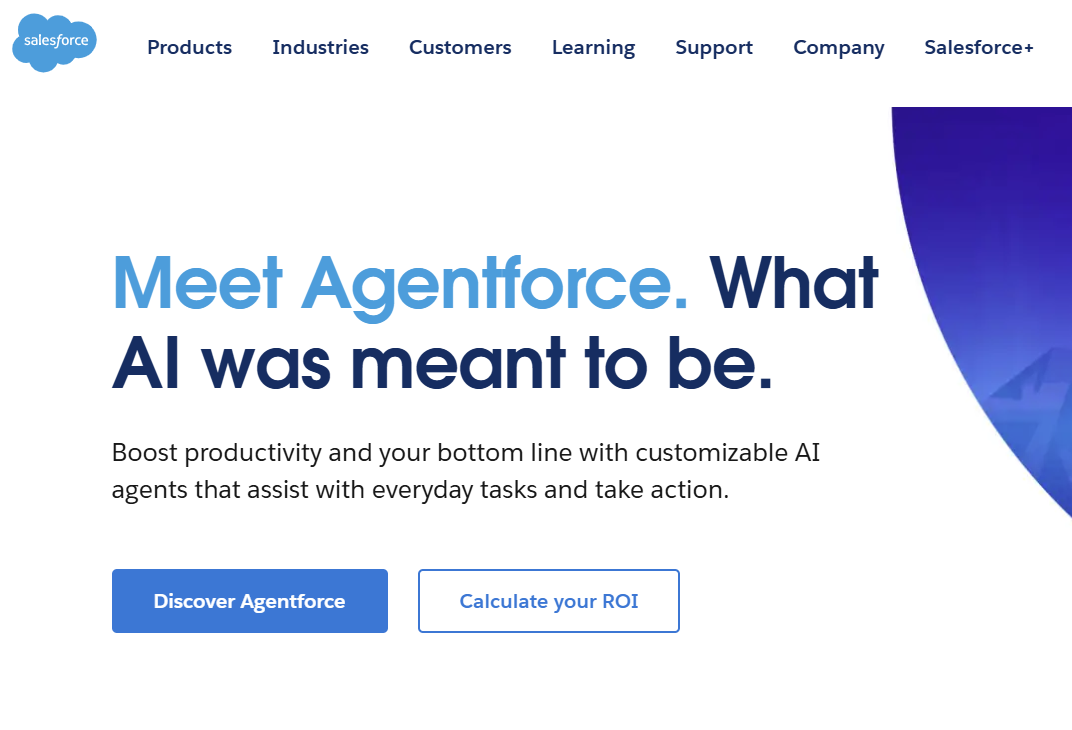 salesforce
Products Industries Customers Learning Support Company Salesforce+
Meet Agentforce. What
AI was meant to be.
Boost productivity and your bottom line with customizable AI
agents that assist with everyday tasks and take action.
Discover Agentforce Calculate your ROI